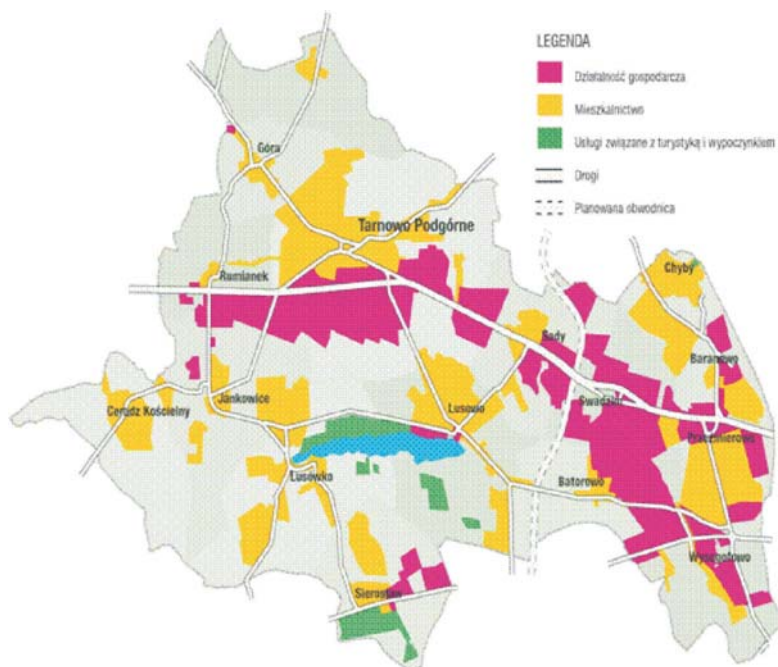 LEGENDA
Działalność gospodarcza
Mieszkalnictwo
Usługi związane z turystyką i wypoczynkiem
Drogi
Planowana obwodnica
Góra
Tarnowo Podgórne
Rumianek
Chyby
Sady
Baranowo
Ceradz Kościelny
Jankowice
Lusowo
Swadzim
Przeźmierowo
Lusówko
Batorowo
Wysogotowo
Sierosław